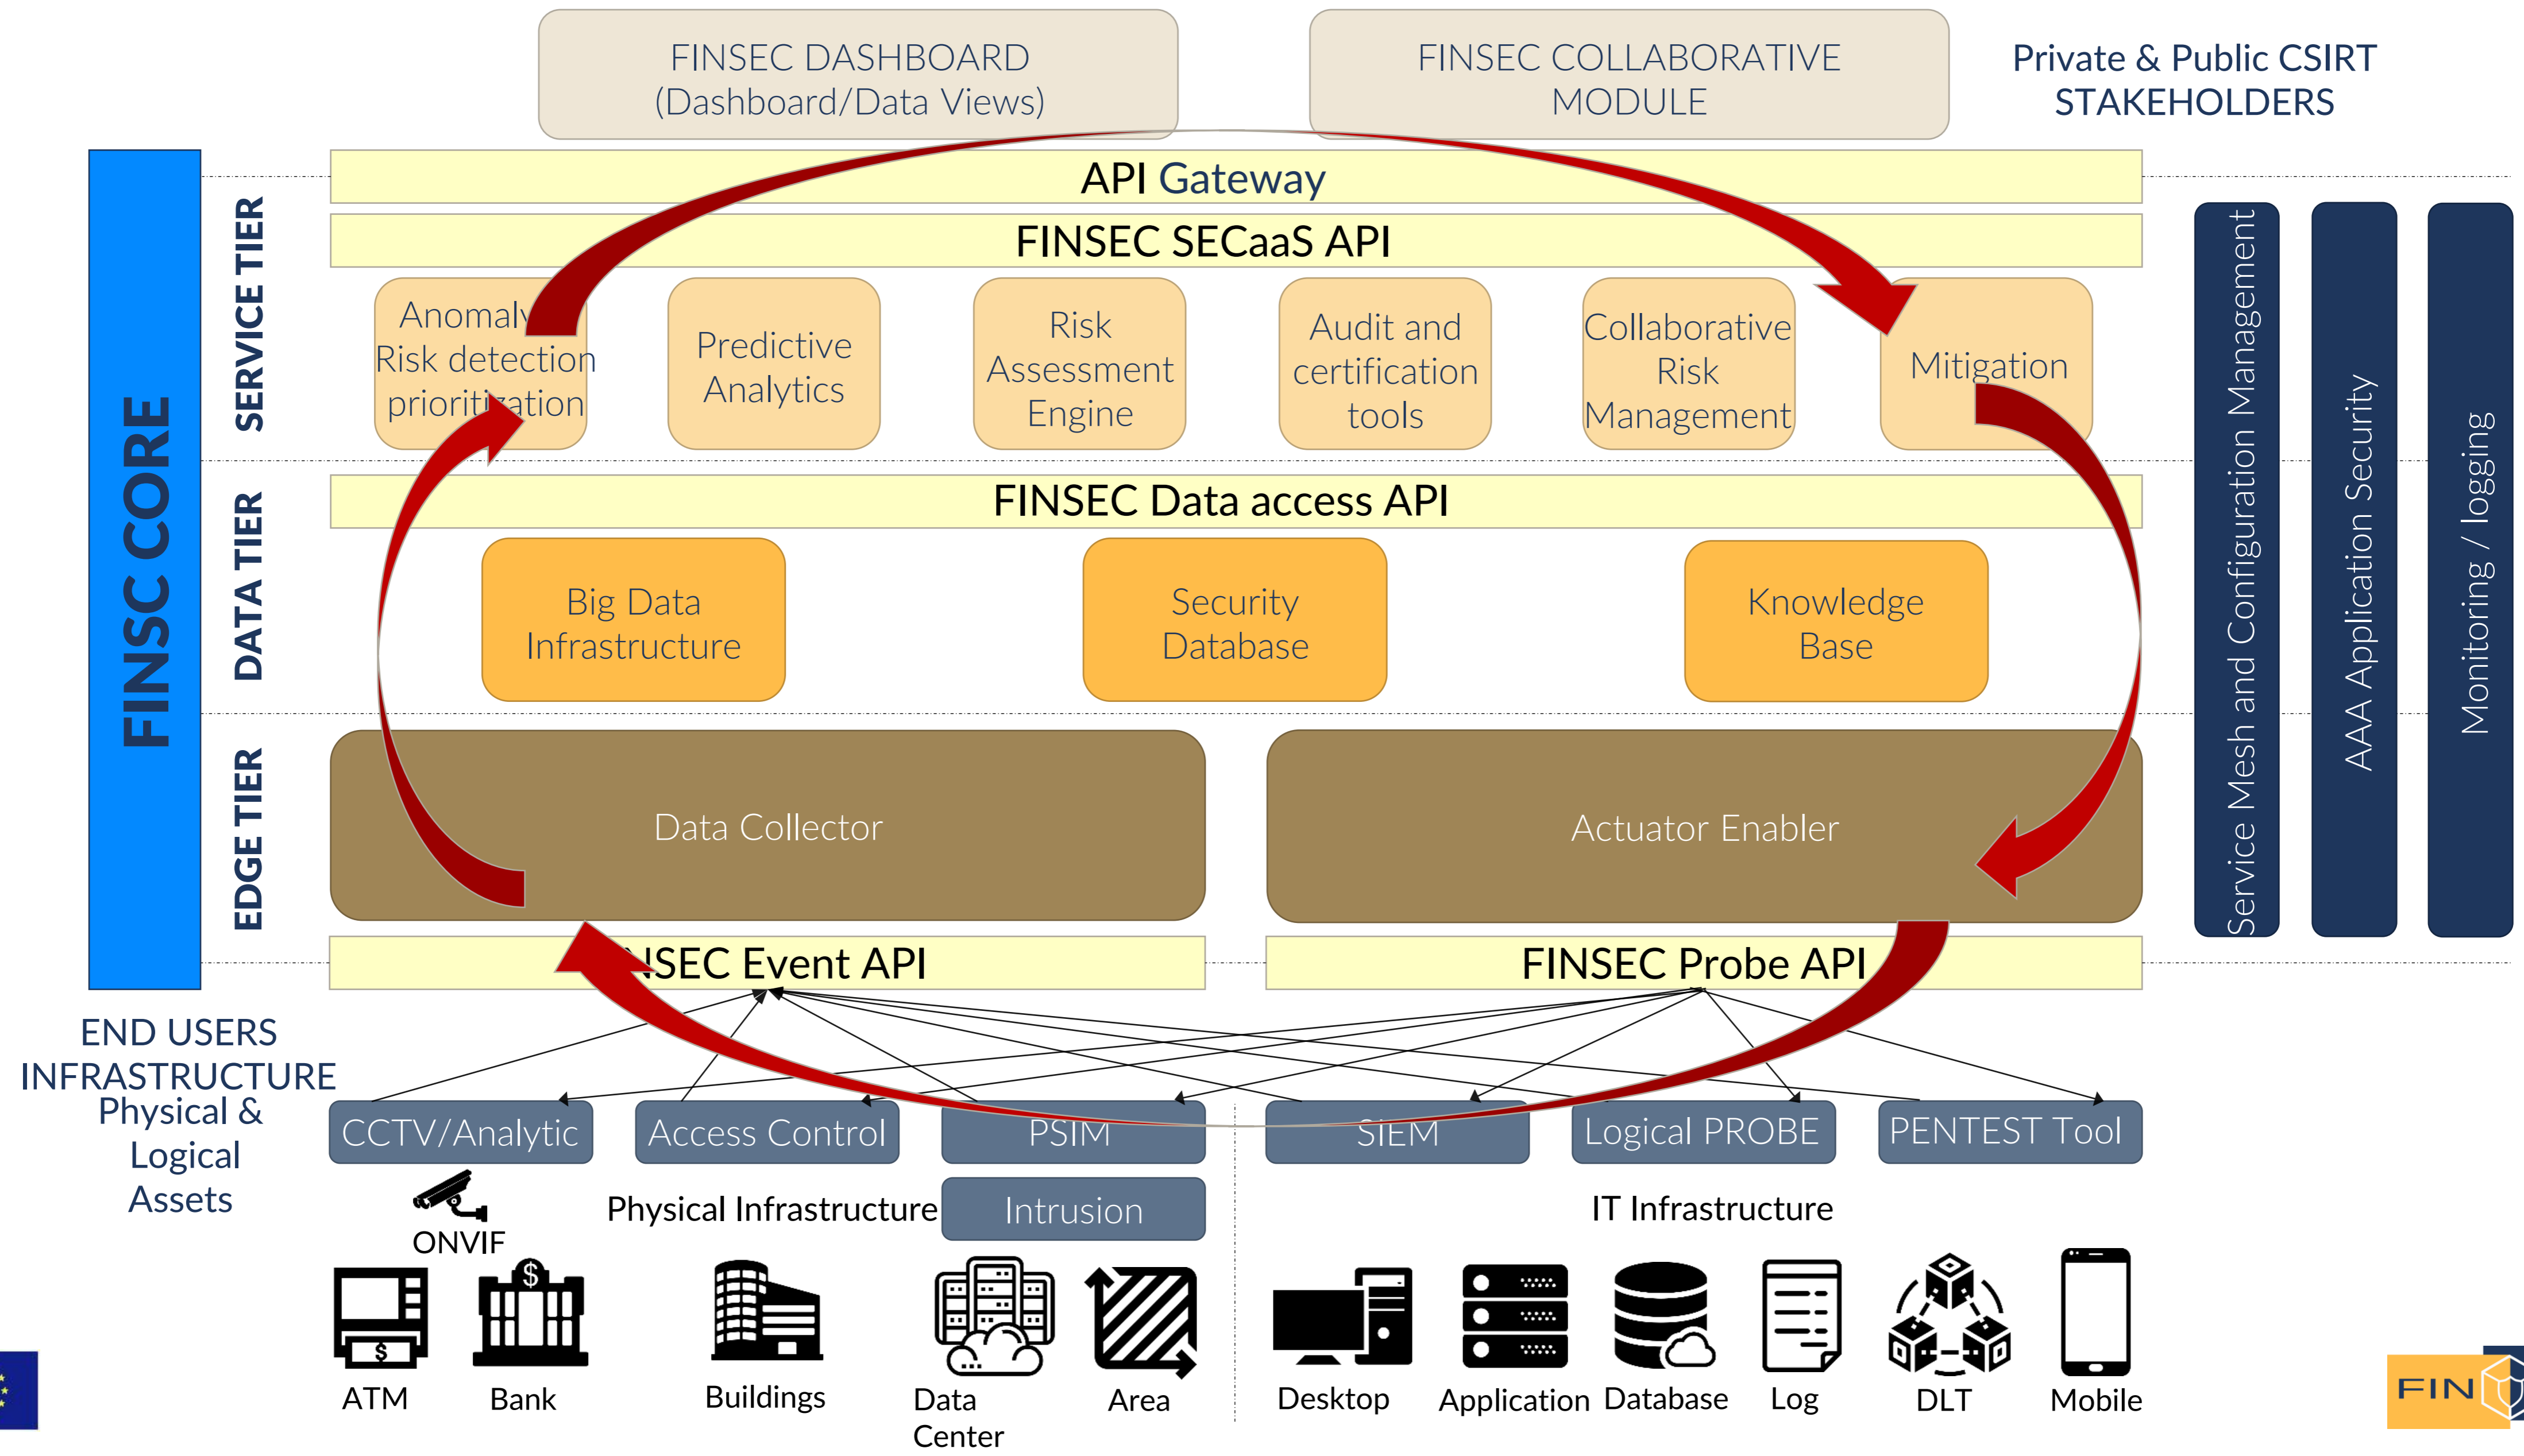 FINSEC DASHBOARD
(Dashboard/Data Views)
FINSEC COLLABORATIVE
MODULE
Private & Public CSIRT
STAKEHOLDERS
FINSC CORE
SERVICE TIER
API Gateway
FINSEC SECaaS API
Anomaly
Risk detection
prioritization
Predictive
Analytics
Risk
Assessment
Engine
Audit and
certification
tools
Collaborative
Risk
Management
Mitigation
DATA TIER
FINSEC Data access API
Big Data
Infrastructure
Security
Database
Knowledge
Base
EDGE TIER
Data Collector
Actuator Enabler
NSEC Event API
FINSEC Probe API
Service Mesh and Configuration Management
AAA Application Security
Monitoring / logging
END USERS
INFRASTRUCTURE
Physical &
Logical
Assets
CCTV/Analytic
Access Control
PSIM
SIEM
Logical PROBE
PENTEST Tool
ONVIF
Physical Infrastructure
Intrusion
IT Infrastructure
ATM
Bank
Buildings
Data
Center
Area
Desktop
Application
Database
Log
DLT
Mobile
FIN